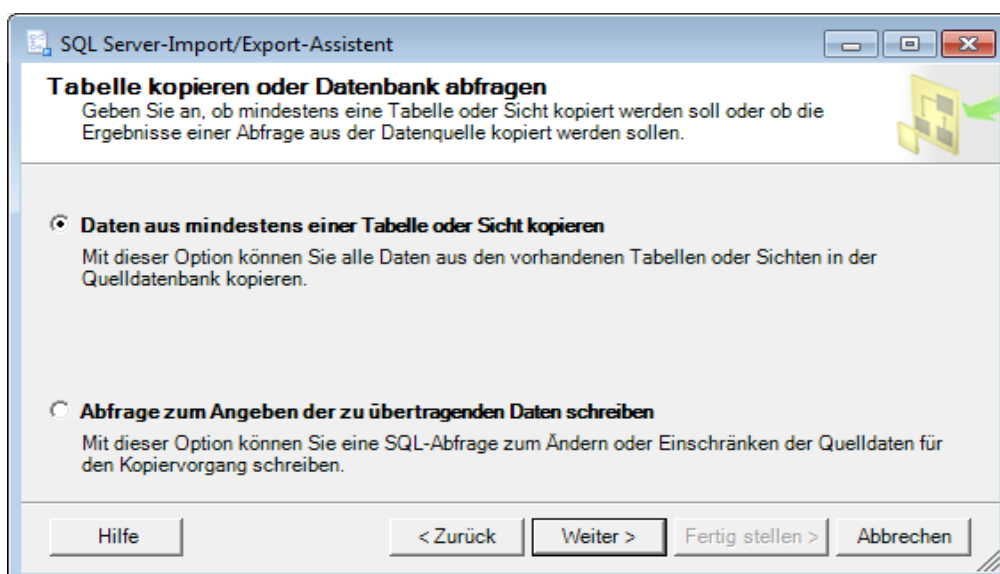 SQL Server-Import/Export-Assistent
Tabelle kopieren oder Datenbank abfragen
Geben Sie an, ob mindestens eine Tabelle oder Sicht kopiert werden soll oder ob die
Ergebnisse einer Abfrage aus der Datenquelle kopiert werden sollen.
Daten aus mindestens einer Tabelle oder Sicht kopieren
Mit dieser Option können Sie alle Daten aus den vorhandenen Tabellen oder Sichten in der
Quelldatenbank kopieren.
Abfrage zum Angeben der zu übertragenden Daten schreiben
Mit dieser Option können Sie eine SQL-Abfrage zum Ändern oder Einschränken der Quelldaten für
den Kopiervorgang schreiben.
Hilfe < Zurück Weiter > Fertig stellen > Abbrechen